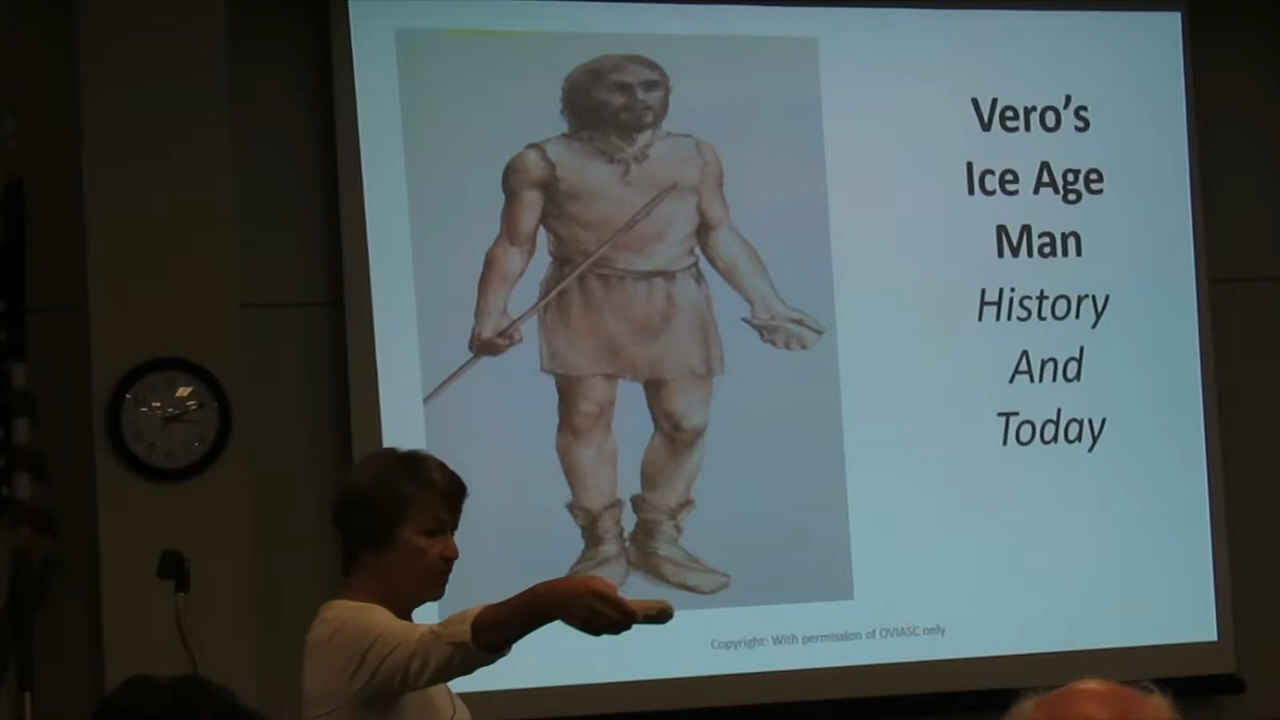 Vero's
Ice Age
Man
History
And
Today
Copyright: With permission of OVIASC only